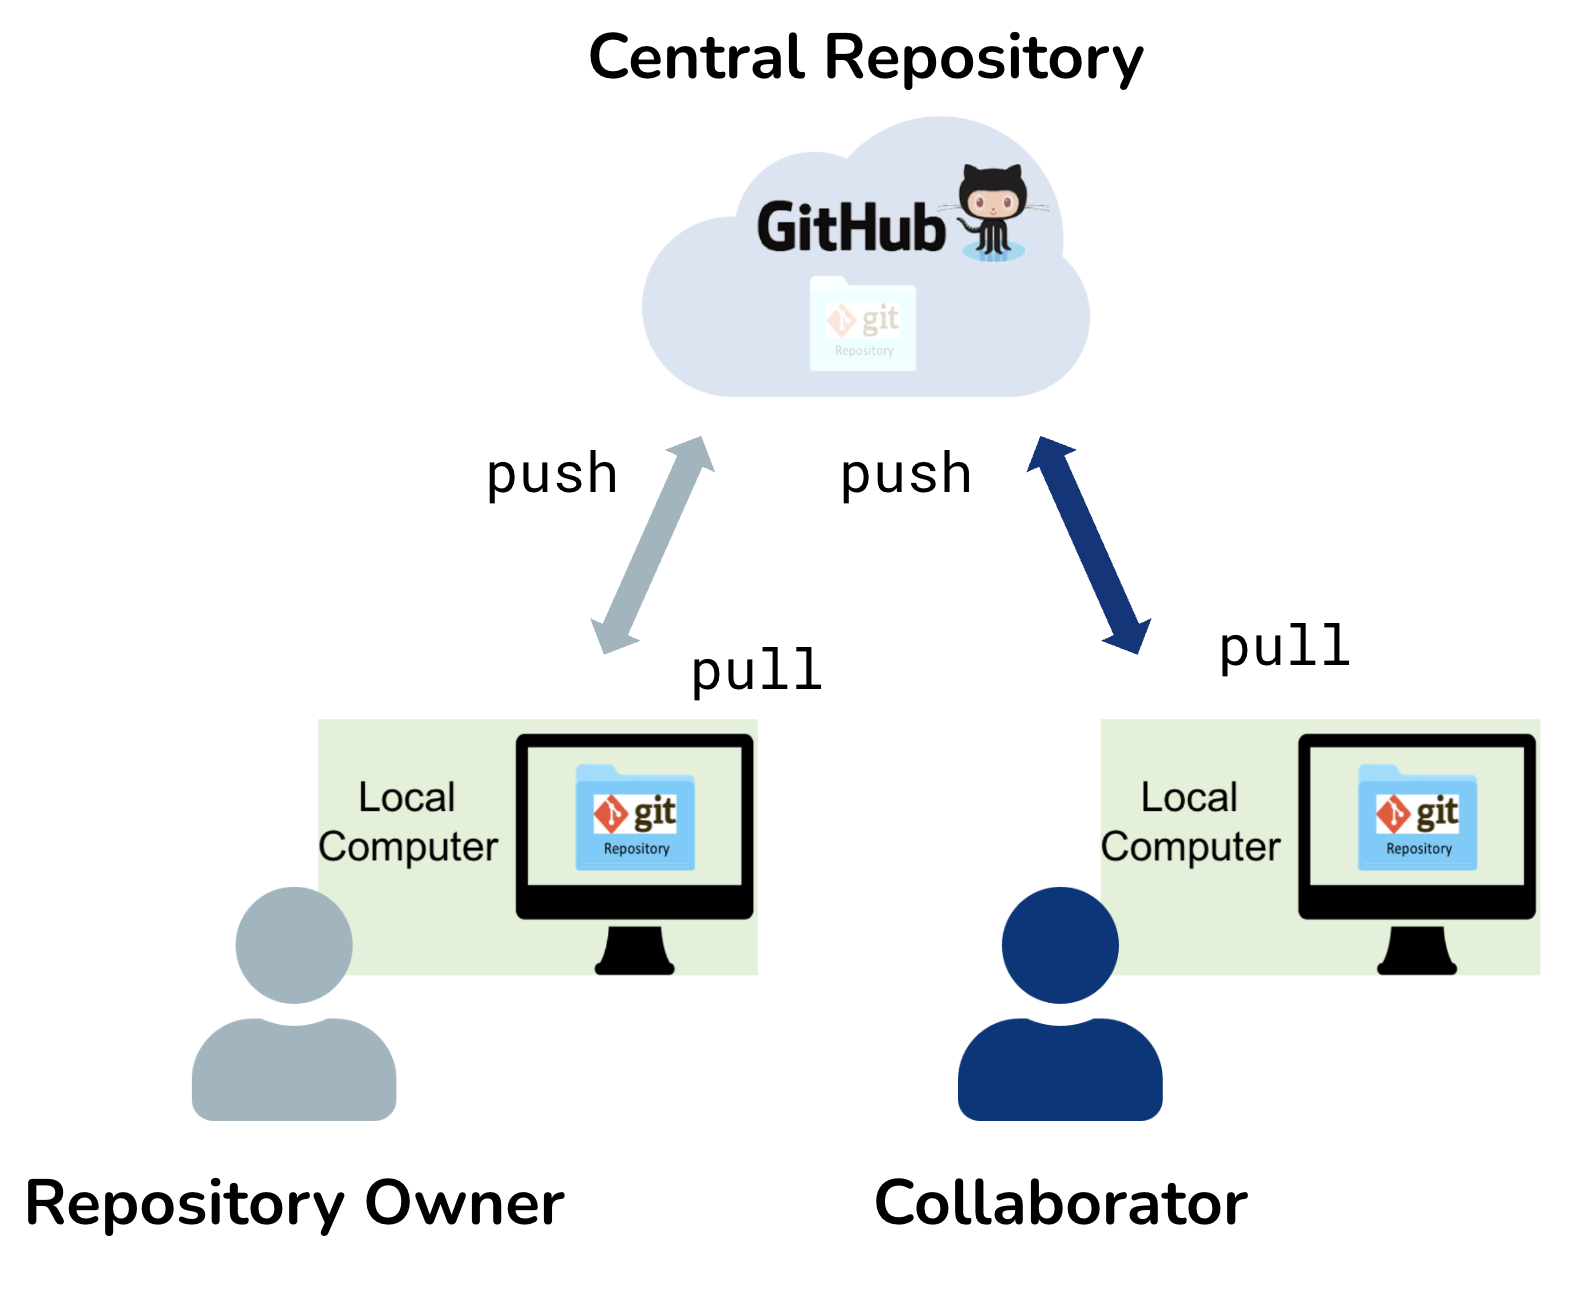 Central Repository
GitHub
git
Repository
push
push
pull
pull
Local
Computer
git
Repository
Local
Computer
git
Repository
Repository Owner
Collaborator